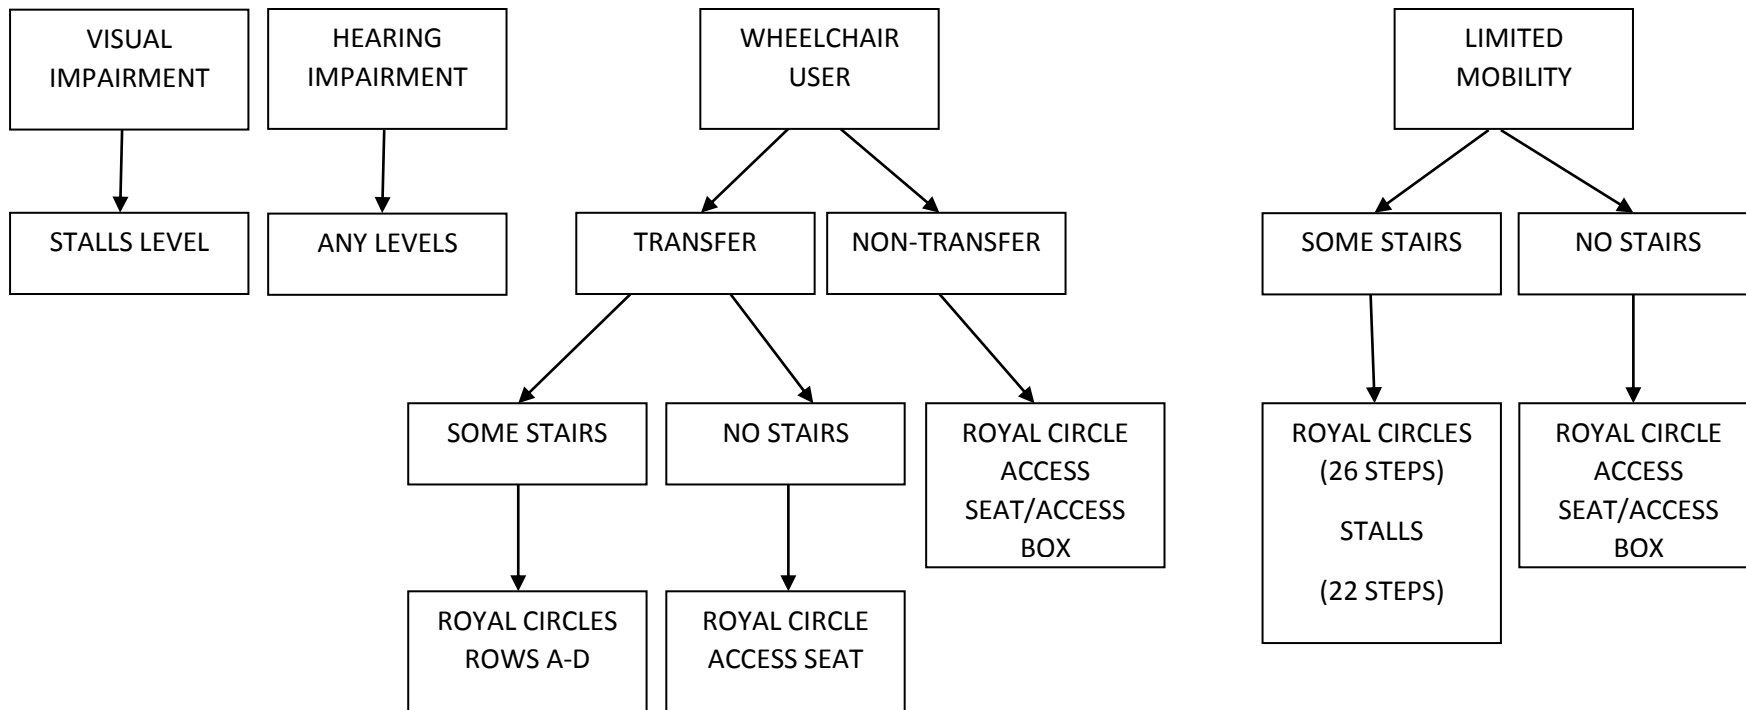 VISUAL
IMPAIRMENT
HEARING
IMPAIRMENT
WHEELCHAIR
USER
LIMITED
MOBILITY
STALLS LEVEL
ANY LEVELS
TRANSFER
NON-TRANSFER
SOME STAIRS
NO STAIRS
SOME STAIRS
NO STAIRS
ROYAL CIRCLE
ACCESS
SEAT/ACCESS
BOX
ROYAL CIRCLES
(26 STEPS)
STALLS
(22 STEPS)
ROYAL CIRCLE
ACCESS
SEAT/ACCESS
BOX
ROYAL CIRCLES
ROWS A-D
ROYAL CIRCLE
ACCESS SEAT